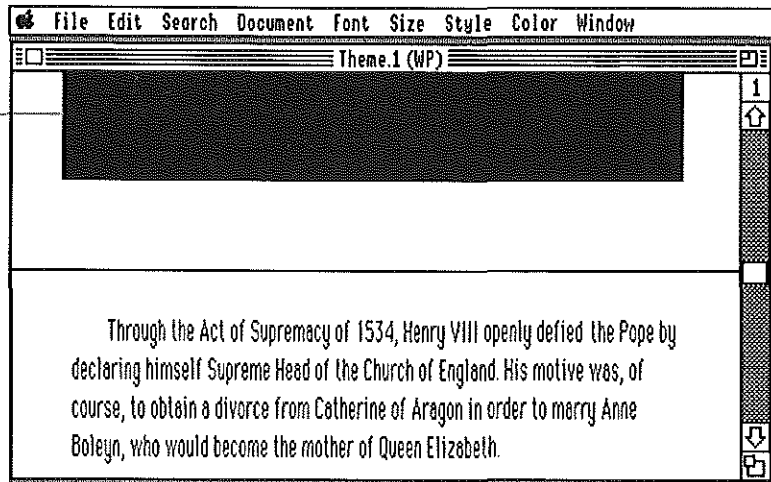 File Edit Search Document Font Size Style Color Window
Theme.1 (WP)
1
Through the Act of Supremacy of 1534, Henry VIII openly defied the Pope by
declaring himself Supreme Head of the Church of England. His motive was, of
course, to obtain a divorce from Catherine of Aragon in order to marry Anne
Boleyn, who would become the mother of Queen Elizabeth.